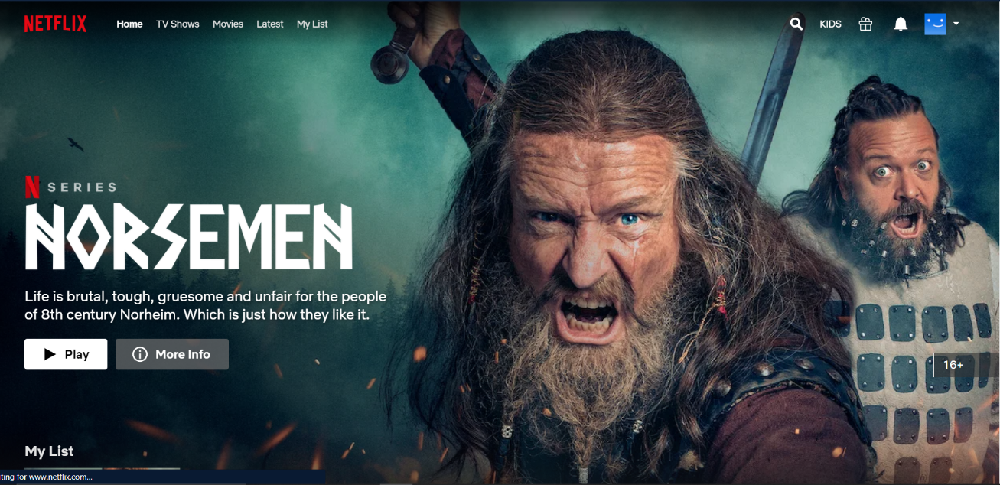 NETFLIX Home TV Shows Movies Latest My List KIDS
N SERIES
NORSEMEN
Life is brutal, tough, gruesome and unfair for the people
of 8th century Norheim. Which is just how they like it.
Play More Info
16+
My List
ting for www.netflix.com...